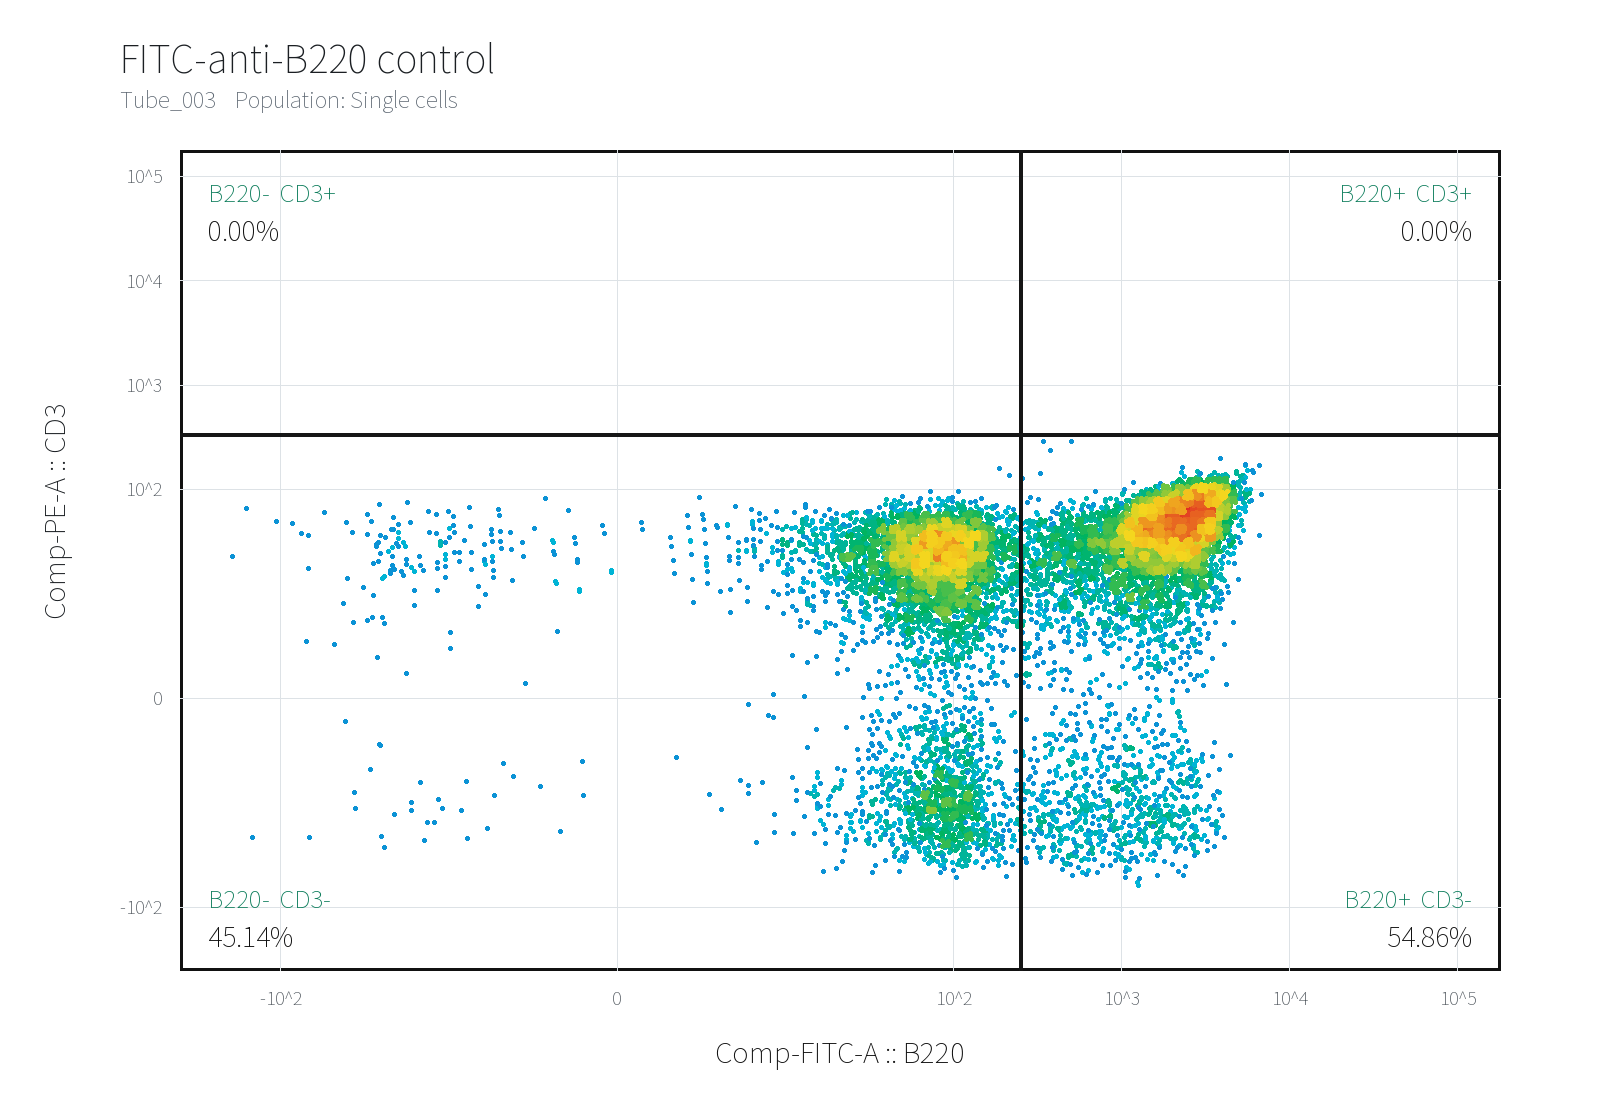 FITC-anti-B220 control
Tube_003 Population: Single cells
B220- CD3+
0.00%
B220+ CD3+
0.00%
10^5
10^4
10^3
10^2
0
-10^2
Comp-PE-A :: CD3
B220- CD3-
45.14%
B220+ CD3-
54.86%
-10^2
0
10^2
10^3
10^4
10^5
Comp-FITC-A :: B220